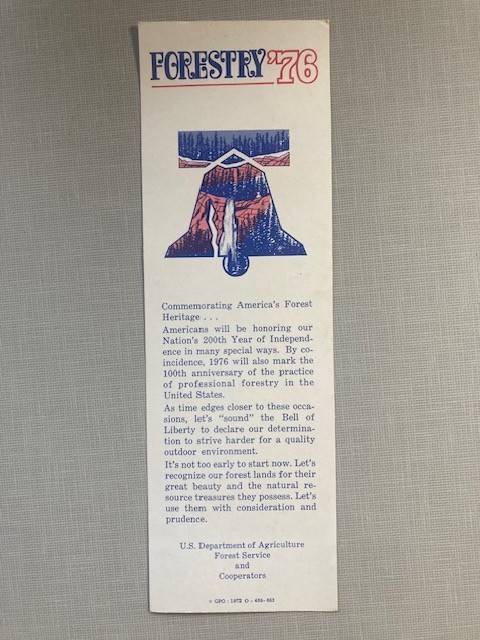 FORESTRY '76
Commemorating America's Forest
Heritage . . .
Americans will be honoring our
Nation's 200th Year of Independ-
ence in many special ways. By co-
incidence, 1976 will also mark the
100th anniversary of the practice
of professional forestry in the
United States.
As time edges closer to these occa-
sions, let's "sound" the Bell of
Liberty to declare our determina-
tion to strive harder for a quality
outdoor environment.
It's not too early to start now. Let's
recognize our forest lands for their
great beauty and the natural re-
source treasures they possess. Let's
use them with consideration and
prudence.
U.S. Department of Agriculture
Forest Service
and
Cooperators
GPO : 1972 O -